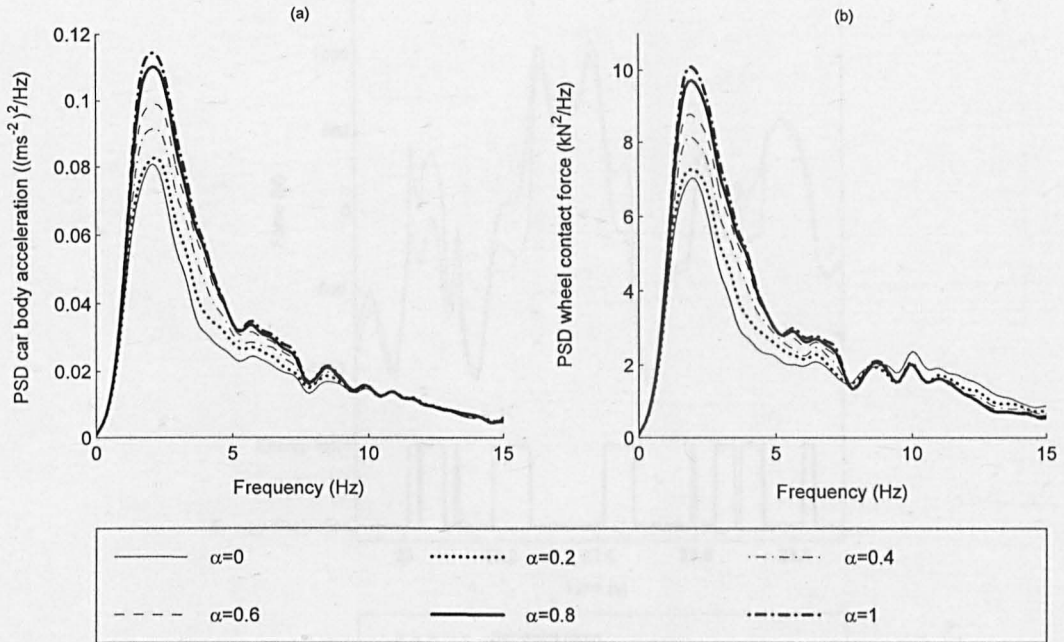 (a)
(b)
PSD car body acceleration ((ms⁻²)²/Hz)
0.12
0.1
0.08
0.06
0.04
0.02
0
0
5
10
15
Frequency (Hz)
PSD wheel contact force (kN²/Hz)
10
8
6
4
2
0
0
5
10
15
Frequency (Hz)
α=0
α=0.2
α=0.4
α=0.6
α=0.8
α=1